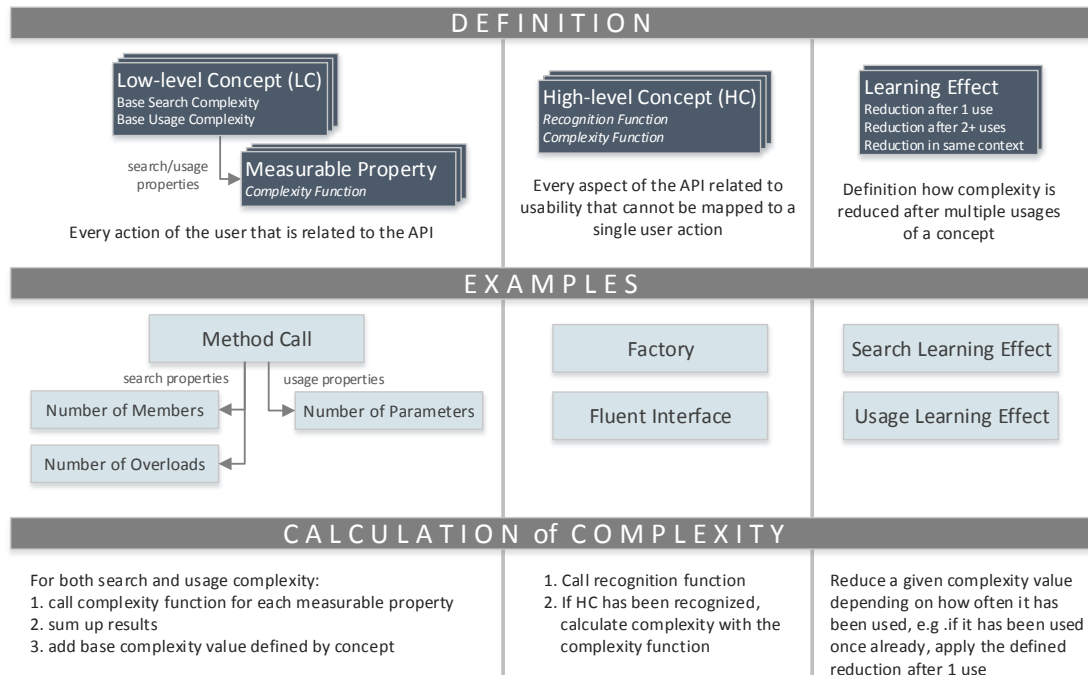 DEFINITION
Low-level Concept (LC)
Base Search Complexity
Base Usage Complexity
search/usage
properties
Measurable Property
Complexity Function
Every action of the user that is related to the API
High-level Concept (HC)
Recognition Function
Complexity Function
Every aspect of the API related to
usability that cannot be mapped to a
single user action
Learning Effect
Reduction after 1 use
Reduction after 2+ uses
Reduction in same context
Definition how complexity is
reduced after multiple usages
of a concept
EXAMPLES
Method Call
search properties
usage properties
Number of Members
Number of Parameters
Number of Overloads
Factory
Fluent Interface
Search Learning Effect
Usage Learning Effect
CALCULATION of COMPLEXITY
For both search and usage complexity:
1. call complexity function for each measurable property
2. sum up results
3. add base complexity value defined by concept
1. Call recognition function
2. If HC has been recognized,
calculate complexity with the
complexity function
Reduce a given complexity value
depending on how often it has
been used, e.g .if it has been used
once already, apply the defined
reduction after 1 use